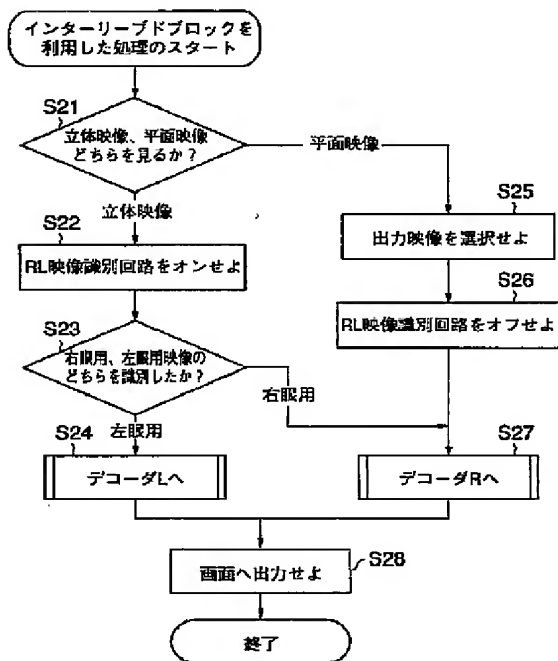 インターリーブドブロックを
利用した処理のスタート
S21
立体映像、平面映像
どちらを見るか？
平面映像
立体映像
S25
出力映像を選択せよ
S22
RL映像識別回路をオンせよ
S26
RL映像識別回路をオフせよ
S23
右眼用、左眼用映像の
どちらを識別したか？
右眼用
左眼用
S24
デコーダLへ
S27
デコーダRへ
画面へ出力せよ
S28
終了